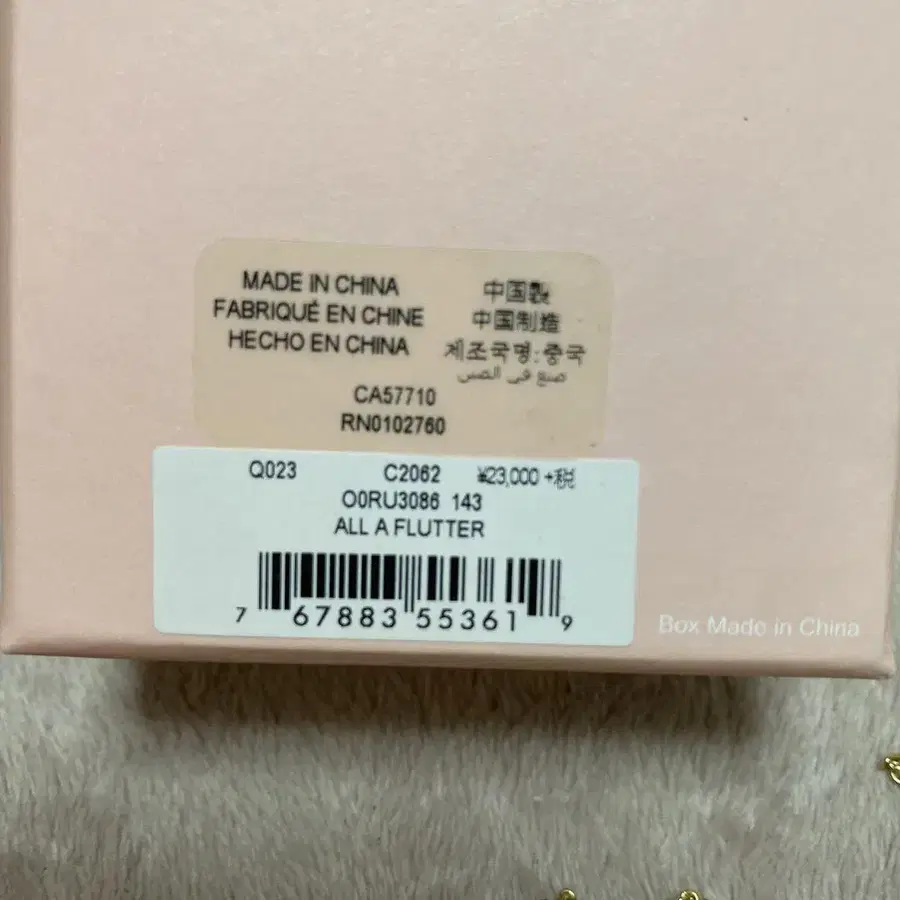 MADE IN CHINA
FABRIQUÉ EN CHINE
HECHO EN CHINA
中国製
中国制造
제조국명:중국
صنع في الصين
CA57710
RN0102760
Q023 C2062 ¥23,000 +税
O0RU3086 143
ALL A FLUTTER
7 67883 55361 9
Box Made in China